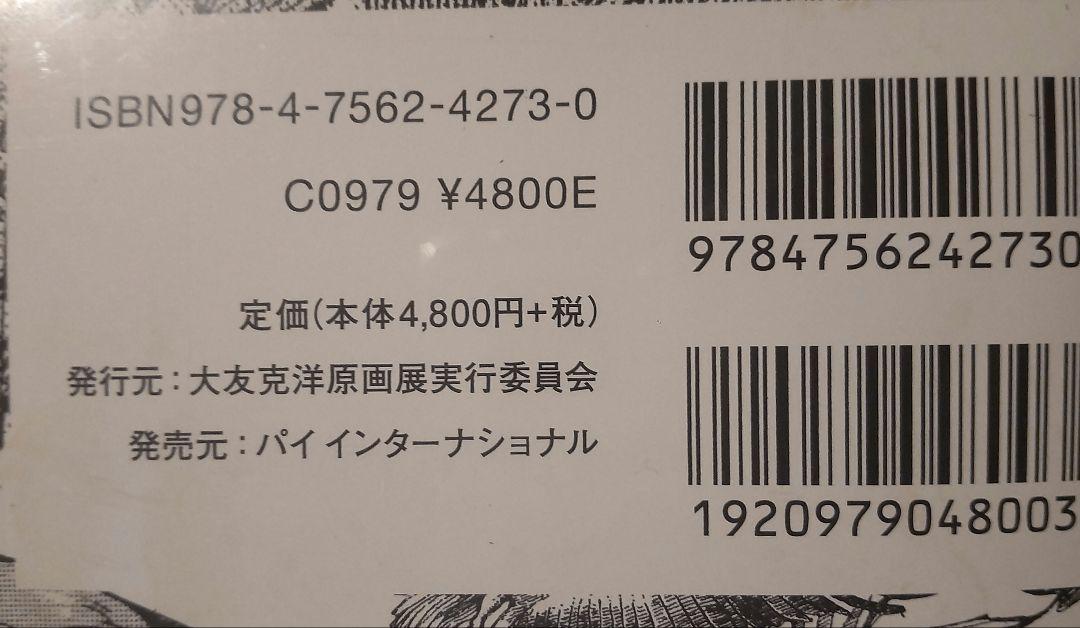 ISBN978-4-7562-4273-0
C0979 ¥4800E
定価(本体4,800円+税)
発行元:大友克洋原画展実行委員会
発売元:パイ インターナショナル
9784756242730
1920979048003